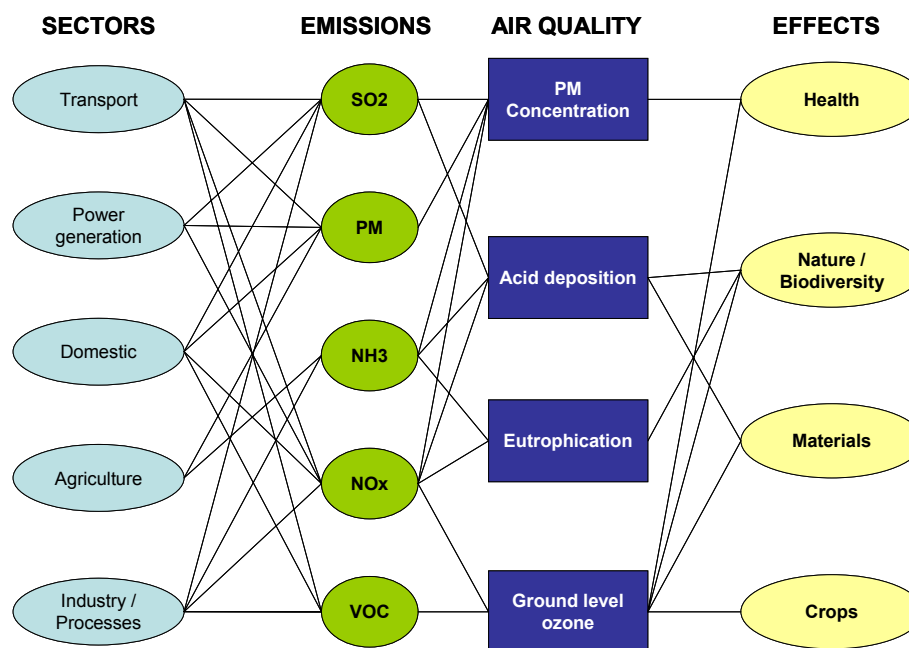 SECTORS EMISSIONS AIR QUALITY EFFECTS
Transport
SO2
PM
Concentration
Health
Power
generation
PM
Acid deposition
Nature /
Biodiversity
Domestic
NH3
Eutrophication
Materials
Agriculture
NOx
Industry /
Processes
VOC
Ground level
ozone
Crops